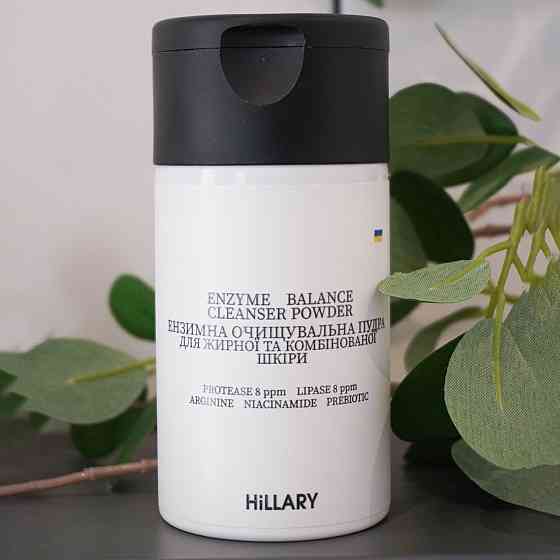 ENZYME BALANCE
CLEANSER POWDER
ЕНЗИМНА ОЧИЩУВАЛЬНА ПУДРА
ДЛЯ ЖИРНОЇ ТА КОМБІНОВАНОЇ
ШКІРИ
PROTEASE 8 ppm LIPASE 8 ppm
ARGININE NIACINAMIDE PREBIOTIC
HiLLARY